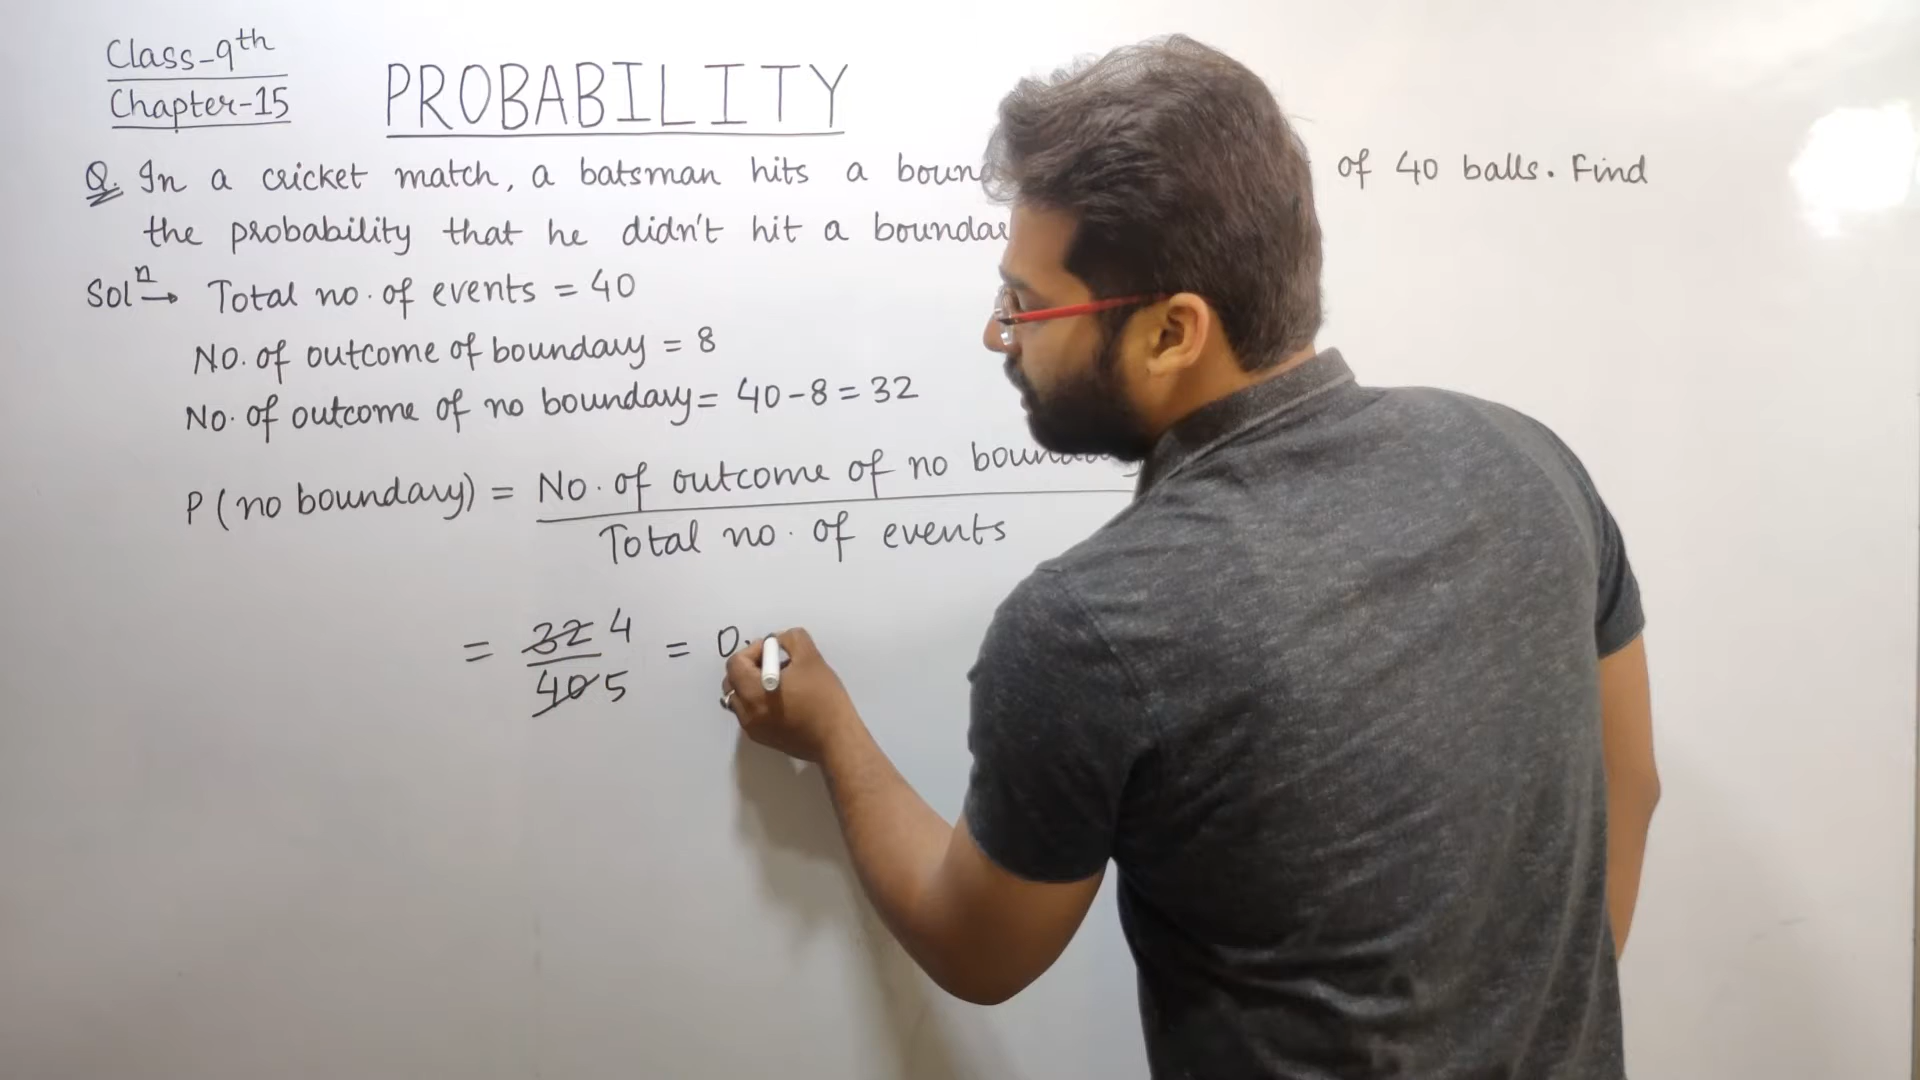 Class-9th
Chapter-15
PROBABILITY
Q. In a cricket match, a batsman hits a of 40 balls. Find
the probability that he didn't hit a
Solⁿ → Total no. of events = 40
No. of outcome of boundary = 8
No. of outcome of no boundary = 40 - 8 = 32
P (no boundary) = No. of outcome of no
Total no. of events
= 32 4 = 0.
40 5